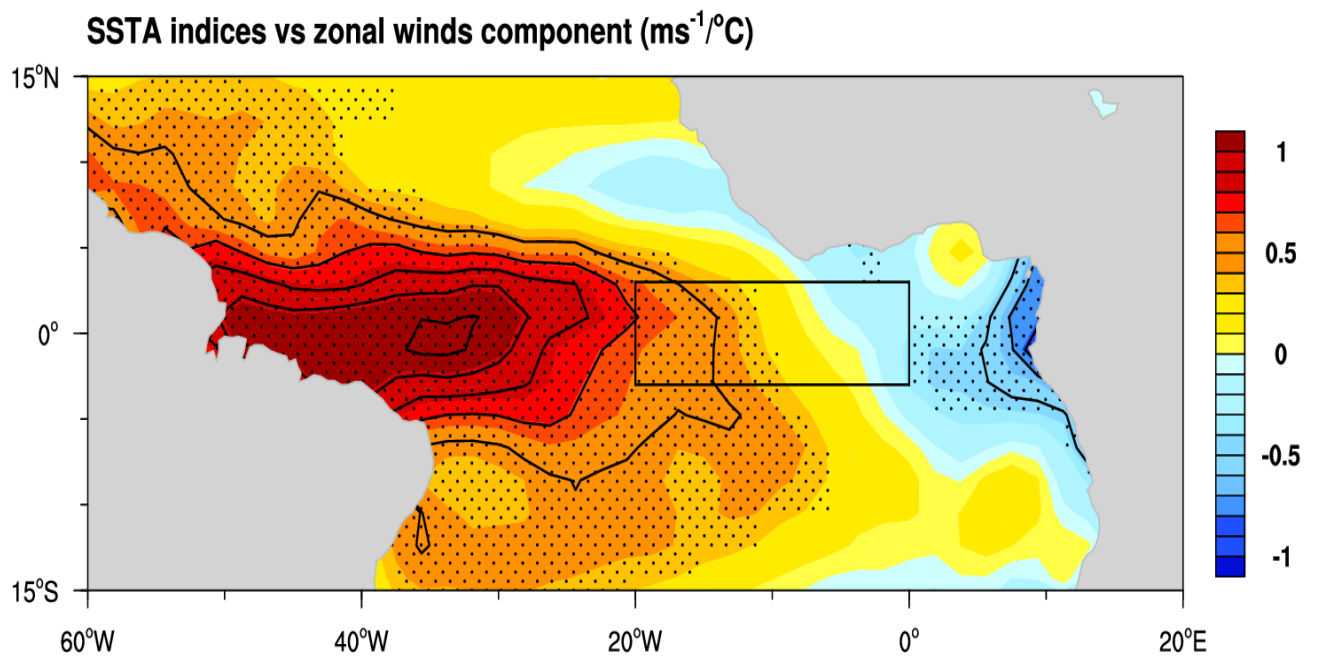 SSTA indices vs zonal winds component (ms⁻¹/°C)
15°N
0°
15°S
60°W
40°W
20°W
0°
20°E
1
0.5
0
-0.5
-1